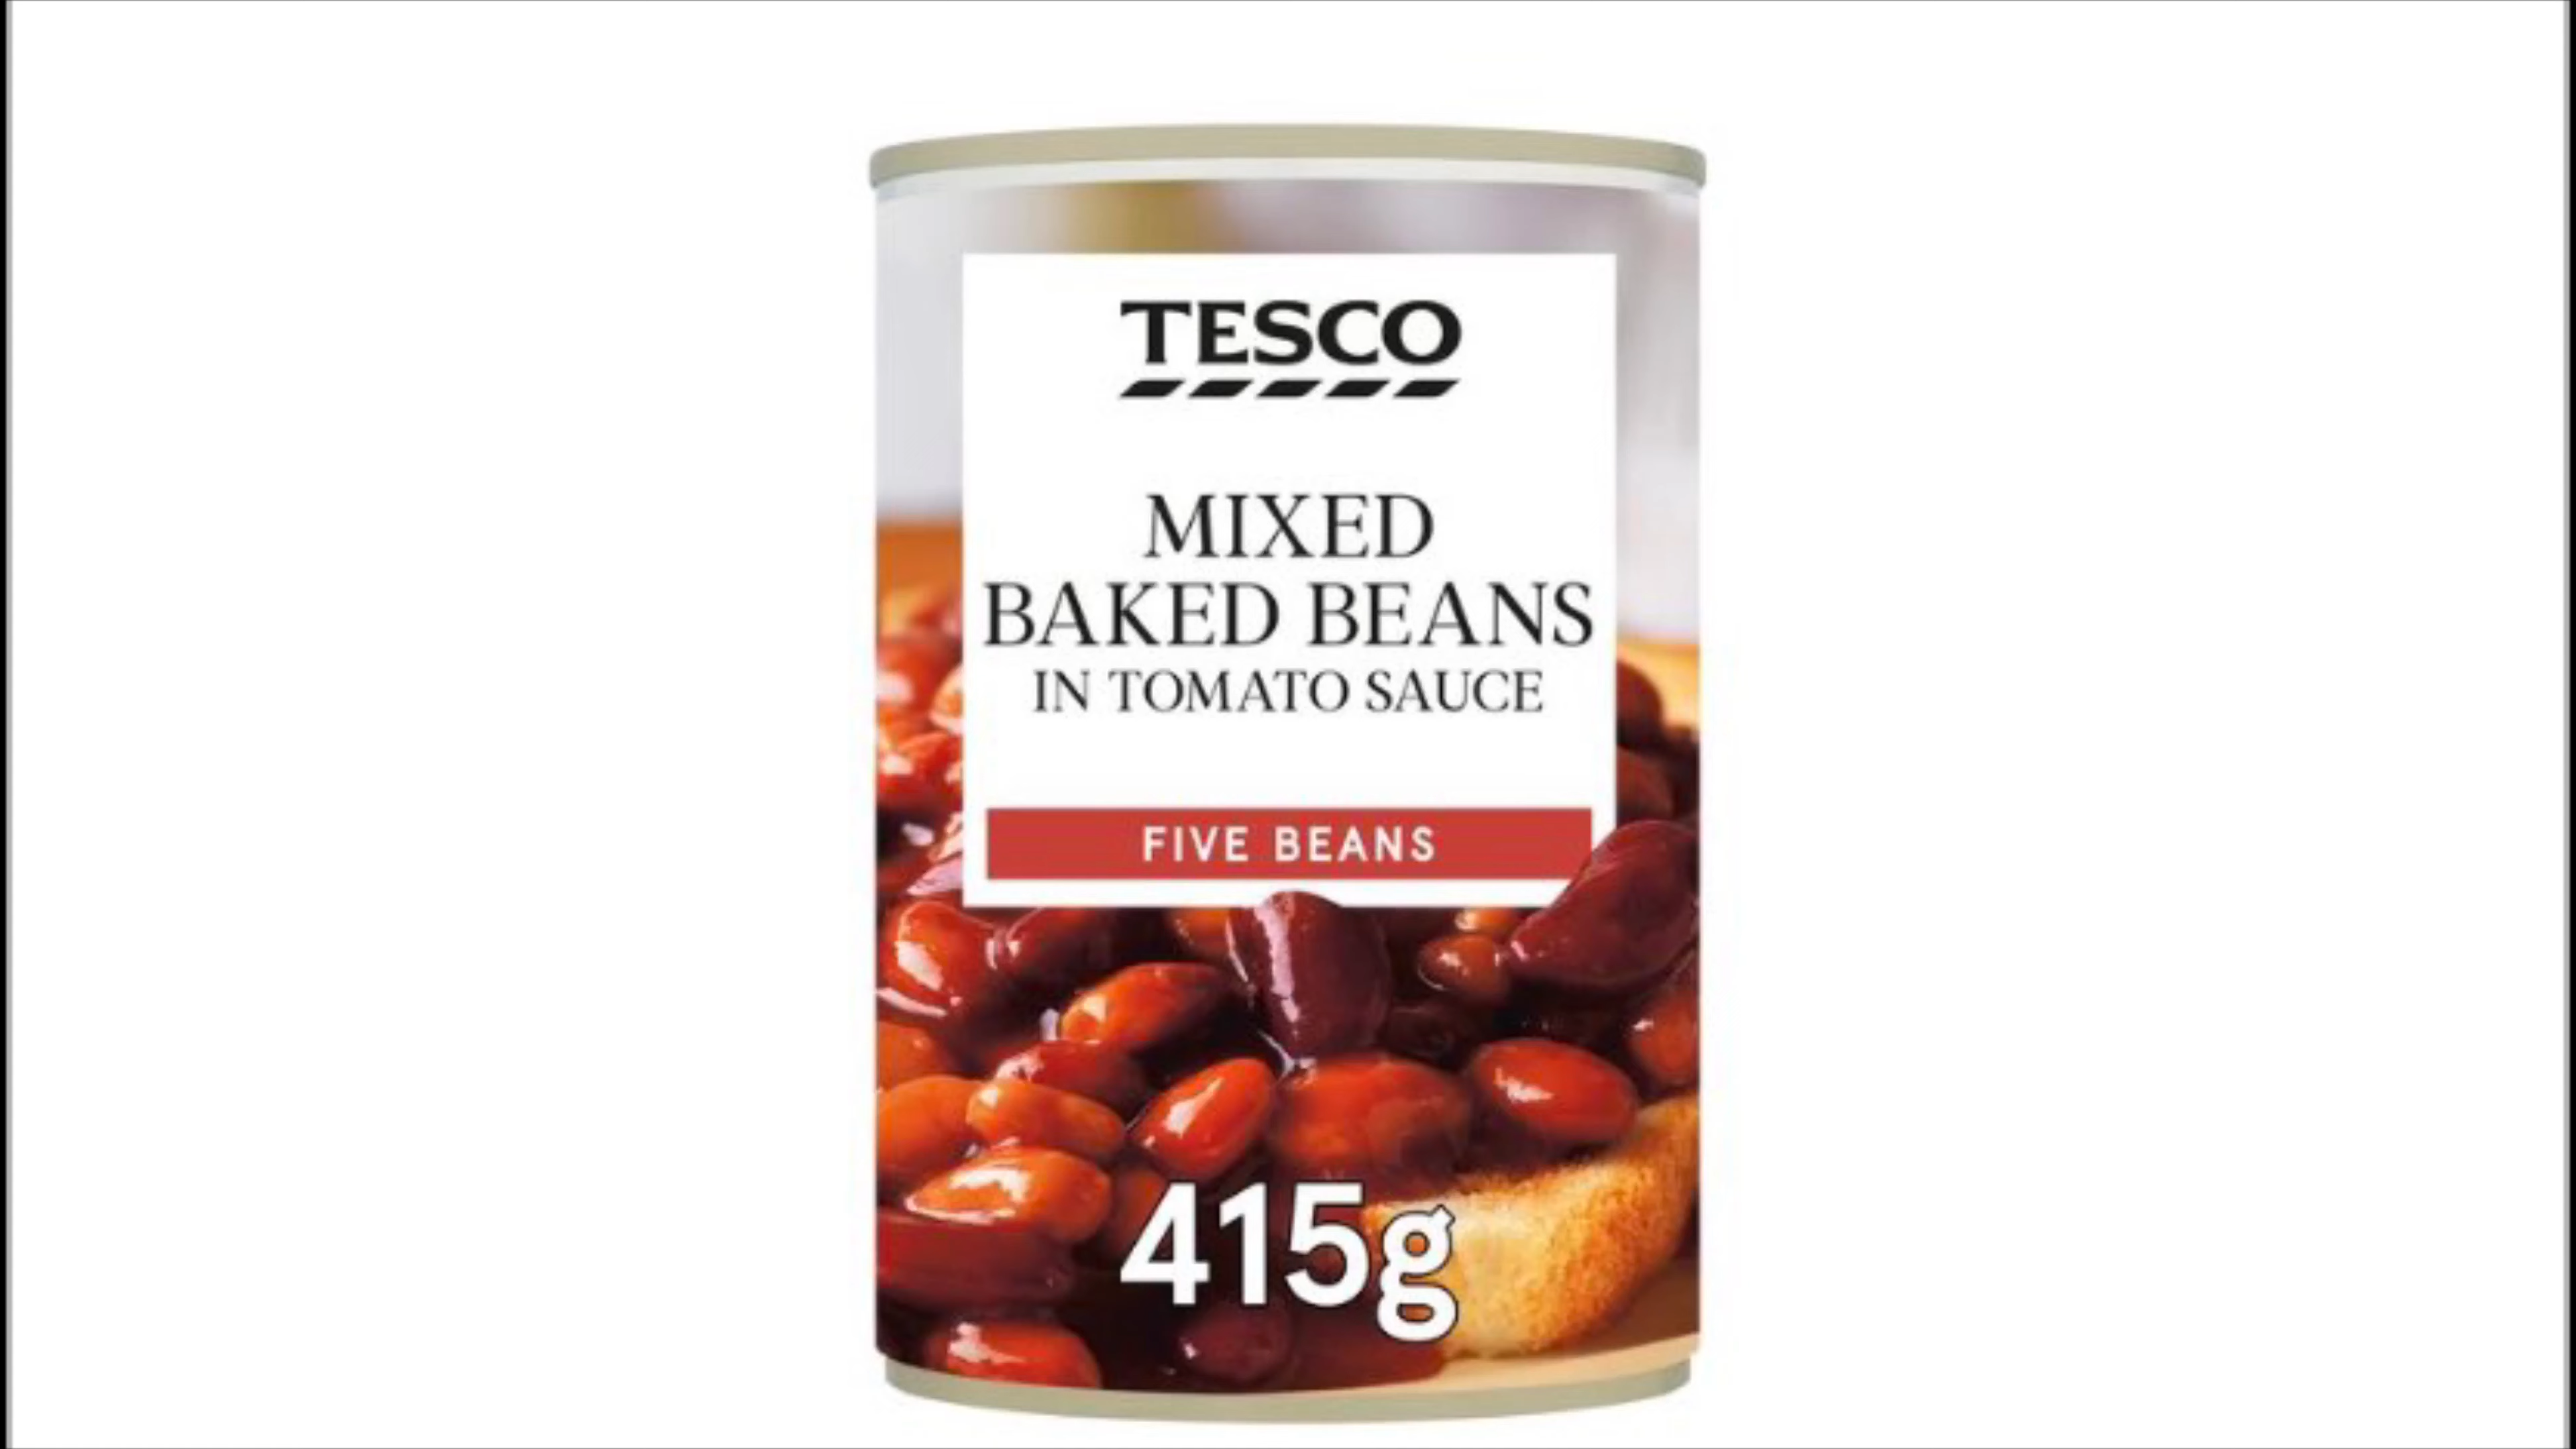 TESCO
MIXED
BAKED BEANS
IN TOMATO SAUCE
FIVE BEANS
415g